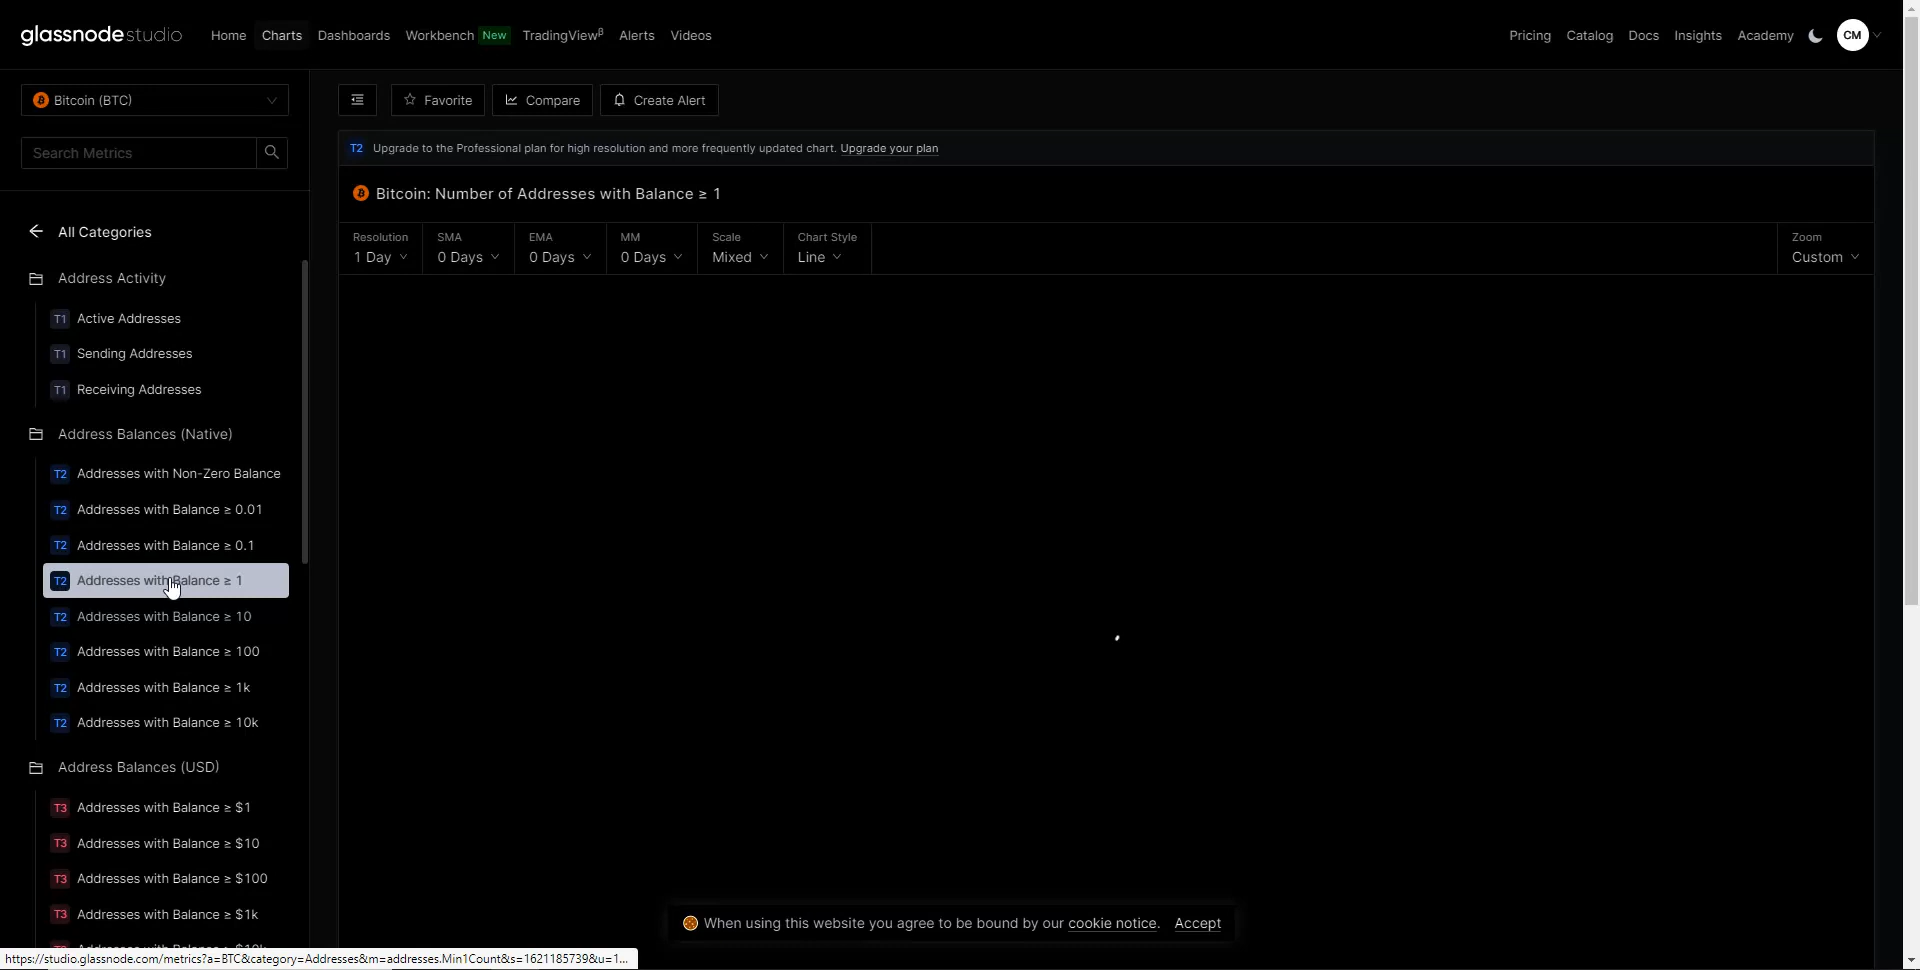 glassnode studio
Home Charts Dashboards Workbench New TradingViewβ Alerts Videos
Pricing Catalog Docs Insights Academy CM
Bitcoin (BTC)
Search Metrics
Favorite
Compare
Create Alert
T2 Upgrade to the Professional plan for high resolution and more frequently updated chart. Upgrade your plan
Bitcoin: Number of Addresses with Balance ≥ 1
Resolution SMA EMA MM Scale Chart Style Zoom
1 Day 0 Days 0 Days 0 Days Mixed Line Custom
All Categories
Address Activity
T1 Active Addresses
T1 Sending Addresses
T1 Receiving Addresses
Address Balances (Native)
T2 Addresses with Non-Zero Balance
T2 Addresses with Balance ≥ 0.01
T2 Addresses with Balance ≥ 0.1
T2 Addresses with Balance ≥ 1
T2 Addresses with Balance ≥ 10
T2 Addresses with Balance ≥ 100
T2 Addresses with Balance ≥ 1k
T2 Addresses with Balance ≥ 10k
Address Balances (USD)
T3 Addresses with Balance ≥ $1
T3 Addresses with Balance ≥ $10
T3 Addresses with Balance ≥ $100
T3 Addresses with Balance ≥ $1k
When using this website you agree to be bound by our cookie notice. Accept
https://studio.glassnode.com/metrics?a=BTC&category=Addresses&m=addresses.Min1Count&s=1621185739&u=1...